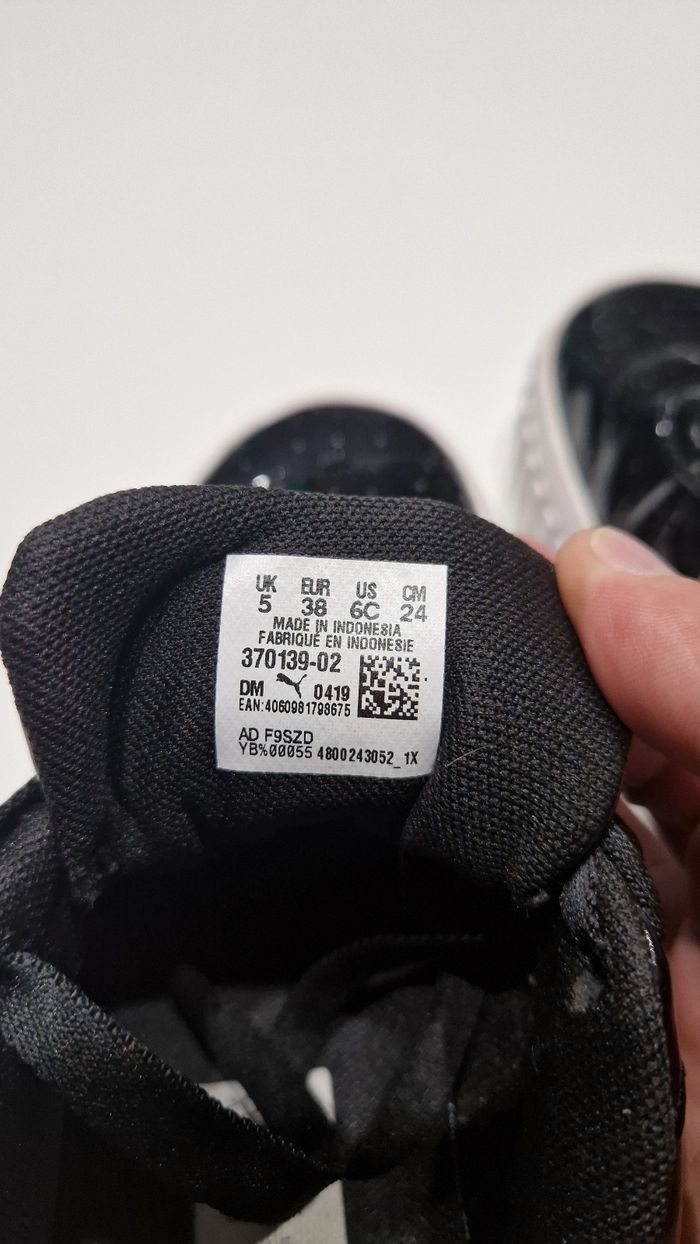 UK EUR US CM
5 38 6C 24
MADE IN INDONESIA
FABRIQUÉ EN INDONESIE
370139-02
DM 0419
EAN:4060981798675
AD F9SZD
YB%00055 4800243052_1X